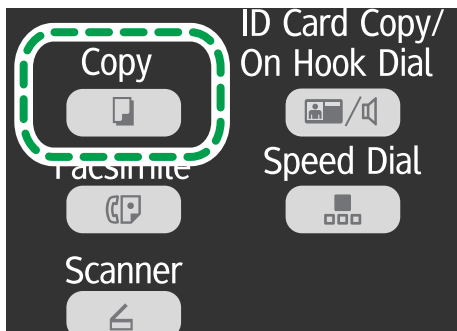 Copy
ID Card Copy/
On Hook Dial
Facsimile
Speed Dial
Scanner